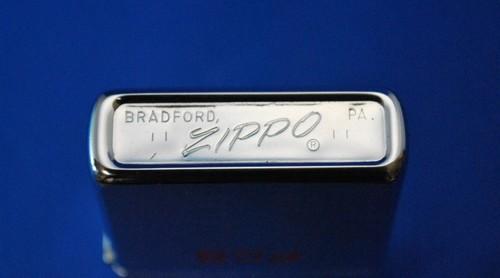 BRADFORD, PA.
|| ZIPPO ® ||